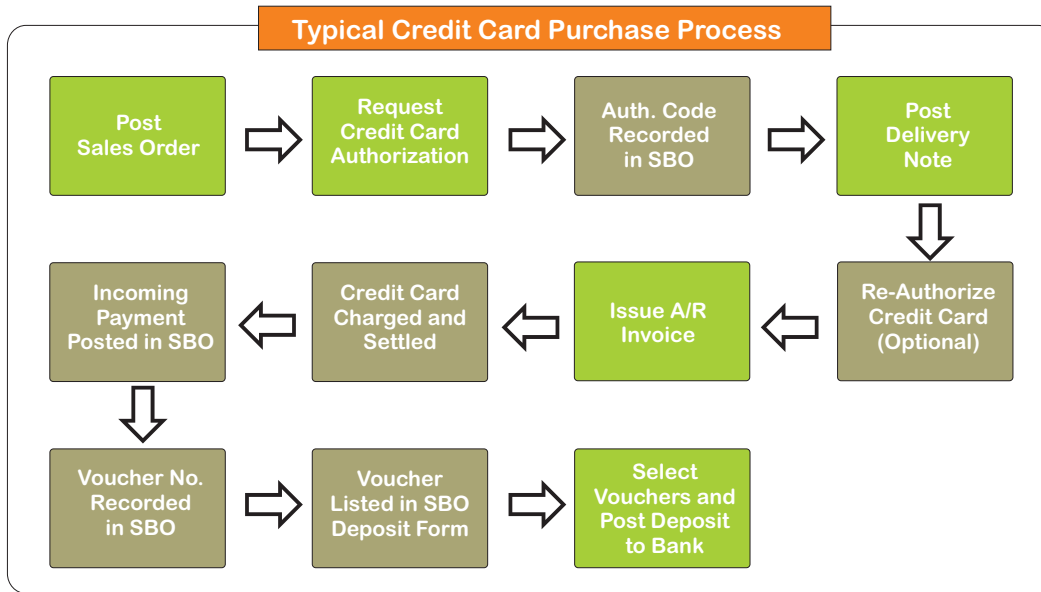 Typical Credit Card Purchase Process
Post
Sales Order
Request
Credit Card
Authorization
Auth. Code
Recorded
in SBO
Post
Delivery
Note
Re-Authorize
Credit Card
(Optional)
Issue A/R
Invoice
Credit Card
Charged and
Settled
Incoming
Payment
Posted in SBO
Voucher No.
Recorded
in SBO
Voucher
Listed in SBO
Deposit Form
Select
Vouchers and
Post Deposit
to Bank